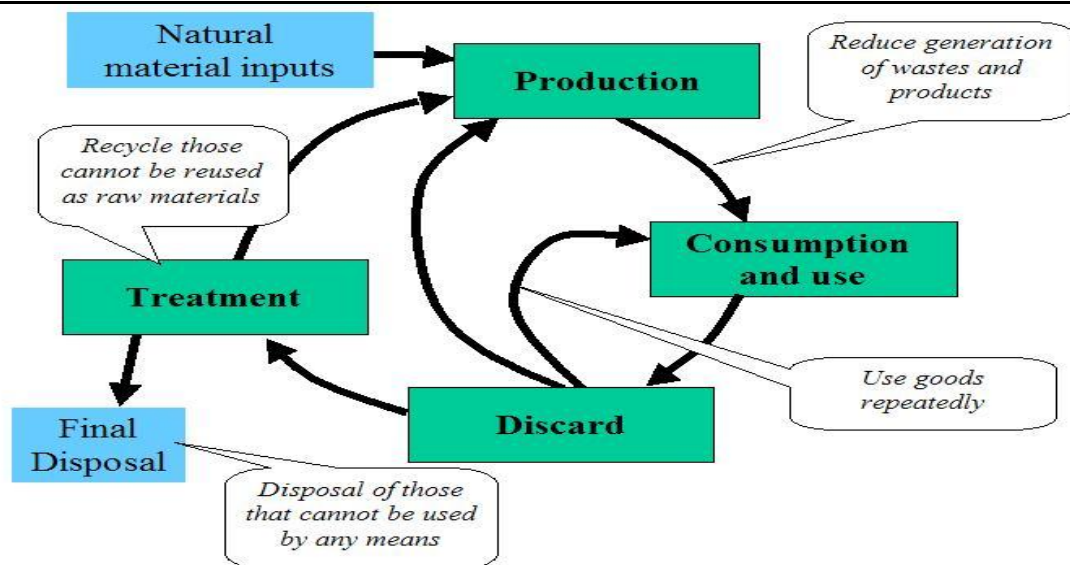 Natural
material inputs
Production
Reduce generation
of wastes and
products
Recycle those
cannot be reused
as raw materials
Consumption
and use
Treatment
Use goods
repeatedly
Discard
Final
Disposal
Disposal of those
that cannot be used
by any means